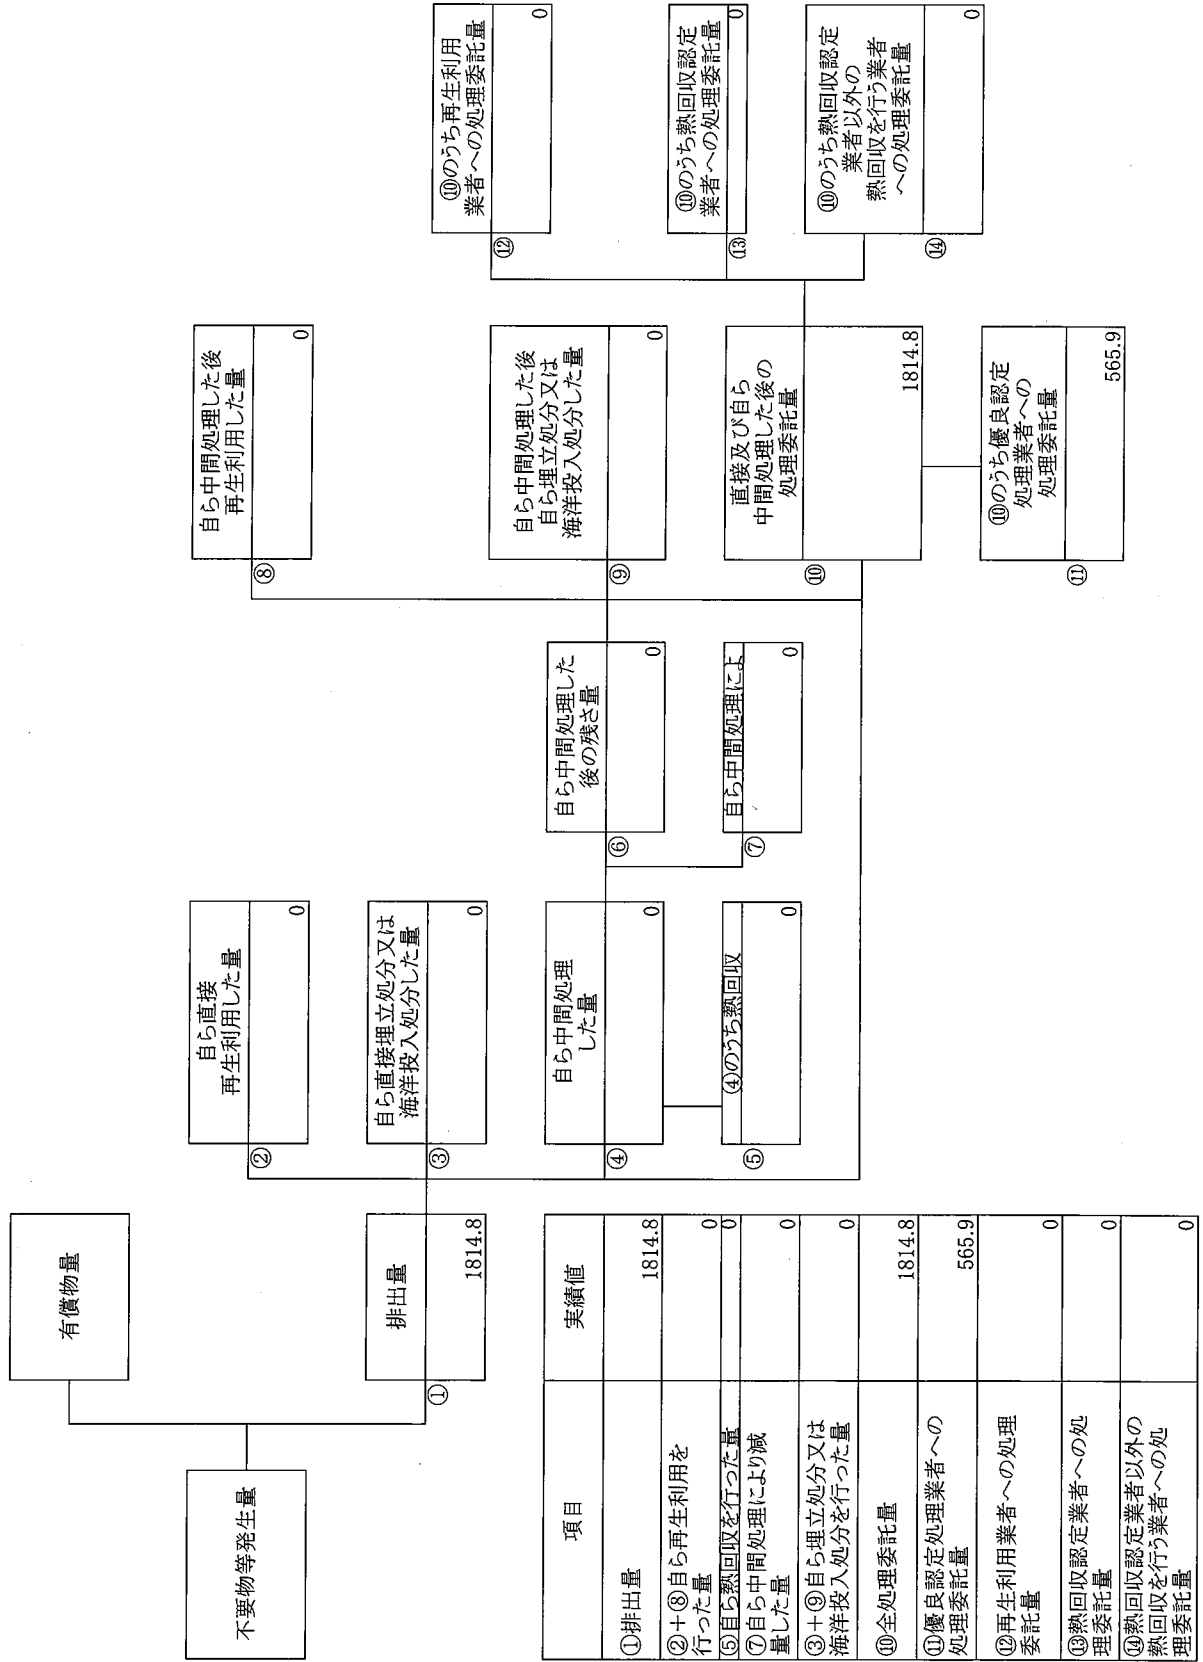 不要物等発生量
有償物量
①
排出量
1814.8
②
自ら直接
再生利用した量
0
③
自ら直接埋立処分又は
海洋投入処分した量
0
④
自ら中間処理
した量
0
⑤
④のうち熱回収
0
⑥
自ら中間処理した
後の残さ量
0
⑦
自ら中間処理によ
0
⑧
自ら中間処理した後
再生利用した量
0
⑨
自ら中間処理した後
自ら埋立処分又は
海洋投入処分した量
0
⑩
直接及び自ら
中間処理した後の
処理委託量
1814.8
⑪
⑩のうち優良認定
処理業者への
処理委託量
565.9
⑫
⑩のうち再生利用
業者への処理委託量
0
⑬
⑩のうち熱回収認定
業者への処理委託量
0
⑭
⑩のうち熱回収認定
業者以外の
熱回収を行う業者
への処理委託量
0
項目 実績値
①排出量 1814.8
②+⑧自ら再生利用を
行った量 0
⑤自ら熱回収を行った量 0
⑦自ら中間処理により減
量した量 0
③+⑨自ら埋立処分又は
海洋投入処分を行った量 0
⑩全処理委託量 1814.8
⑪優良認定処理業者への
処理委託量 565.9
⑫再生利用業者への処理
委託量 0
⑬熱回収認定業者への処
理委託量 0
⑭熱回収認定業者以外の
熱回収を行う業者への処
理委託量 0